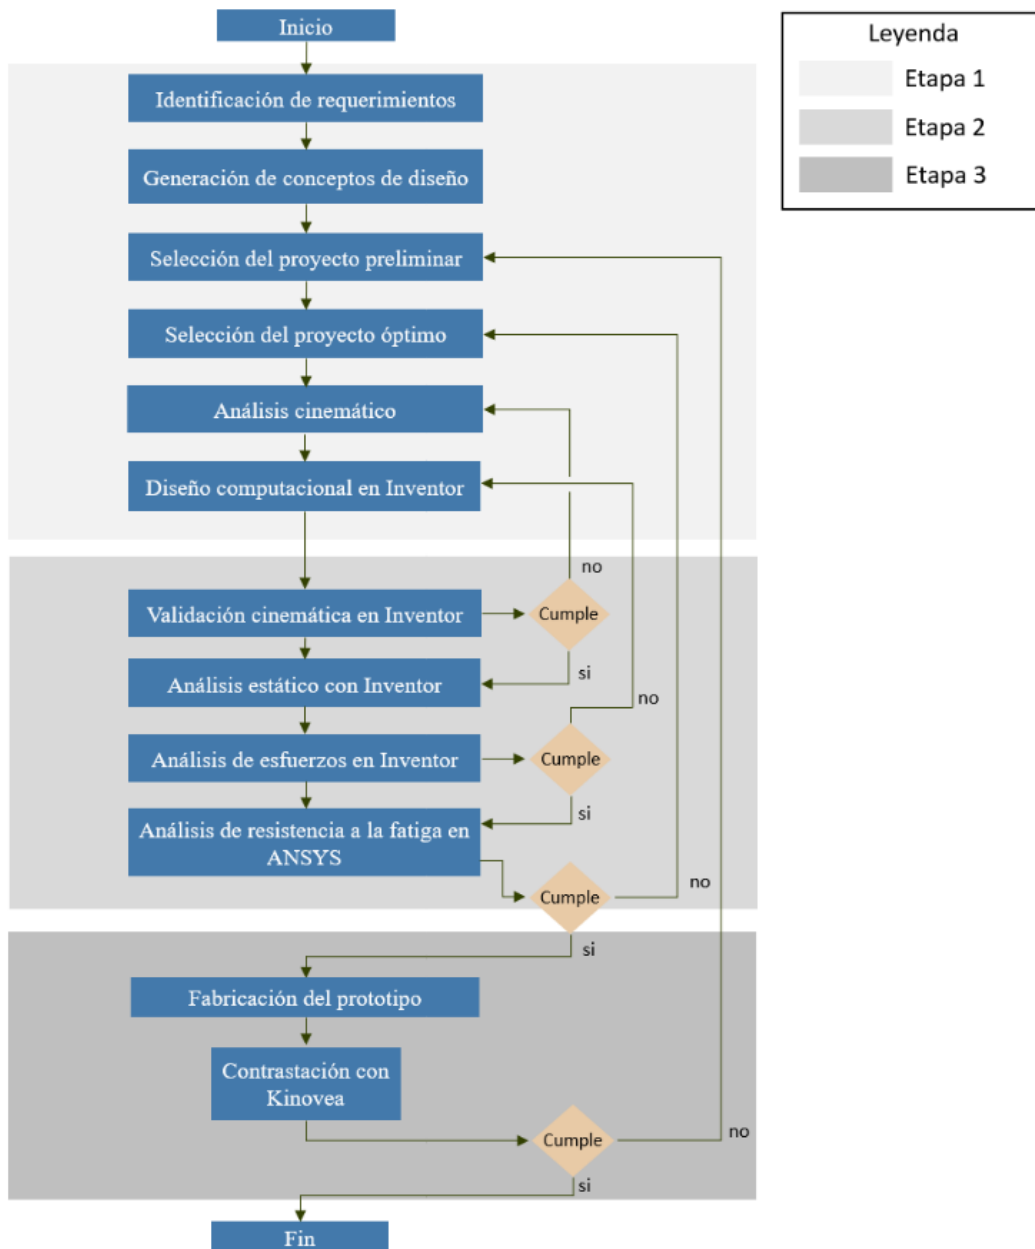 Inicio
Leyenda
Etapa 1
Etapa 2
Etapa 3
Identificación de requerimientos
Generación de conceptos de diseño
Selección del proyecto preliminar
Selección del proyecto óptimo
Análisis cinemático
Diseño computacional en Inventor
no
Validación cinemática en Inventor
Cumple
si
Análisis estático con Inventor
no
Análisis de esfuerzos en Inventor
Cumple
si
Análisis de resistencia a la fatiga en
ANSYS
Cumple
no
si
Fabricación del prototipo
Contrastación con
Kinovea
Cumple
no
si
Fin